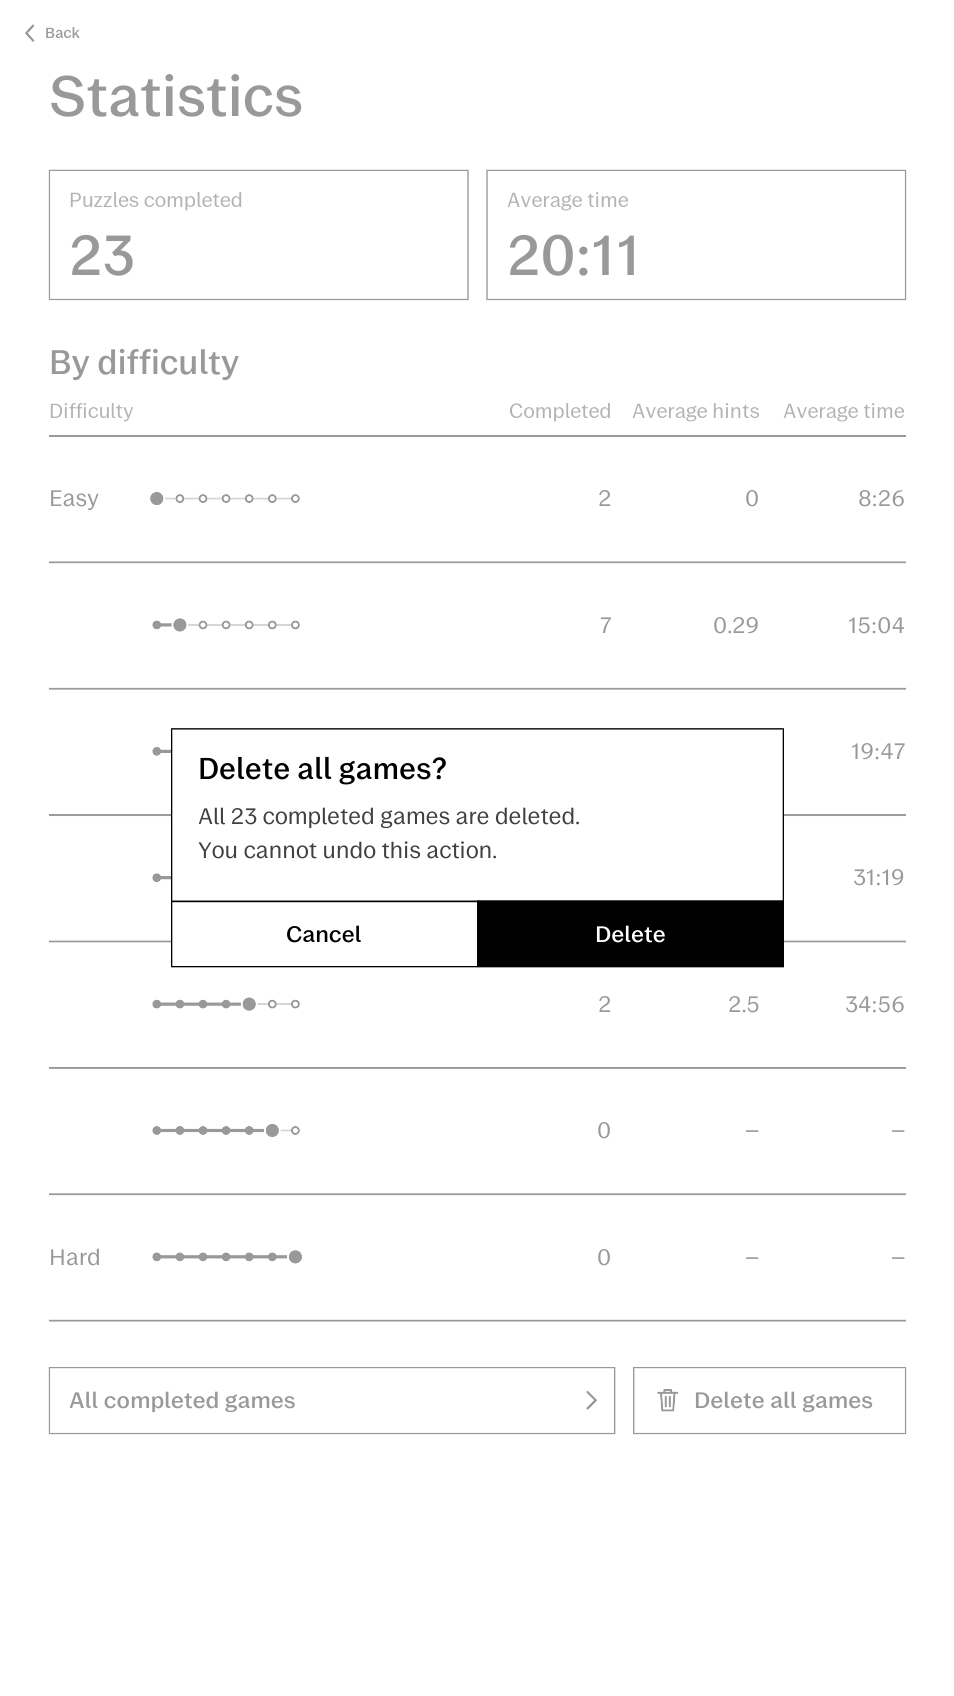 Back
Statistics
Puzzles completed
23
Average time
20:11
By difficulty
Difficulty Completed Average hints Average time
Easy 2 0 8:26
7 0.29 15:04
19:47
31:19
Delete all games?
All 23 completed games are deleted.
You cannot undo this action.
Cancel Delete
2 2.5 34:56
0 – –
Hard 0 – –
All completed games
Delete all games